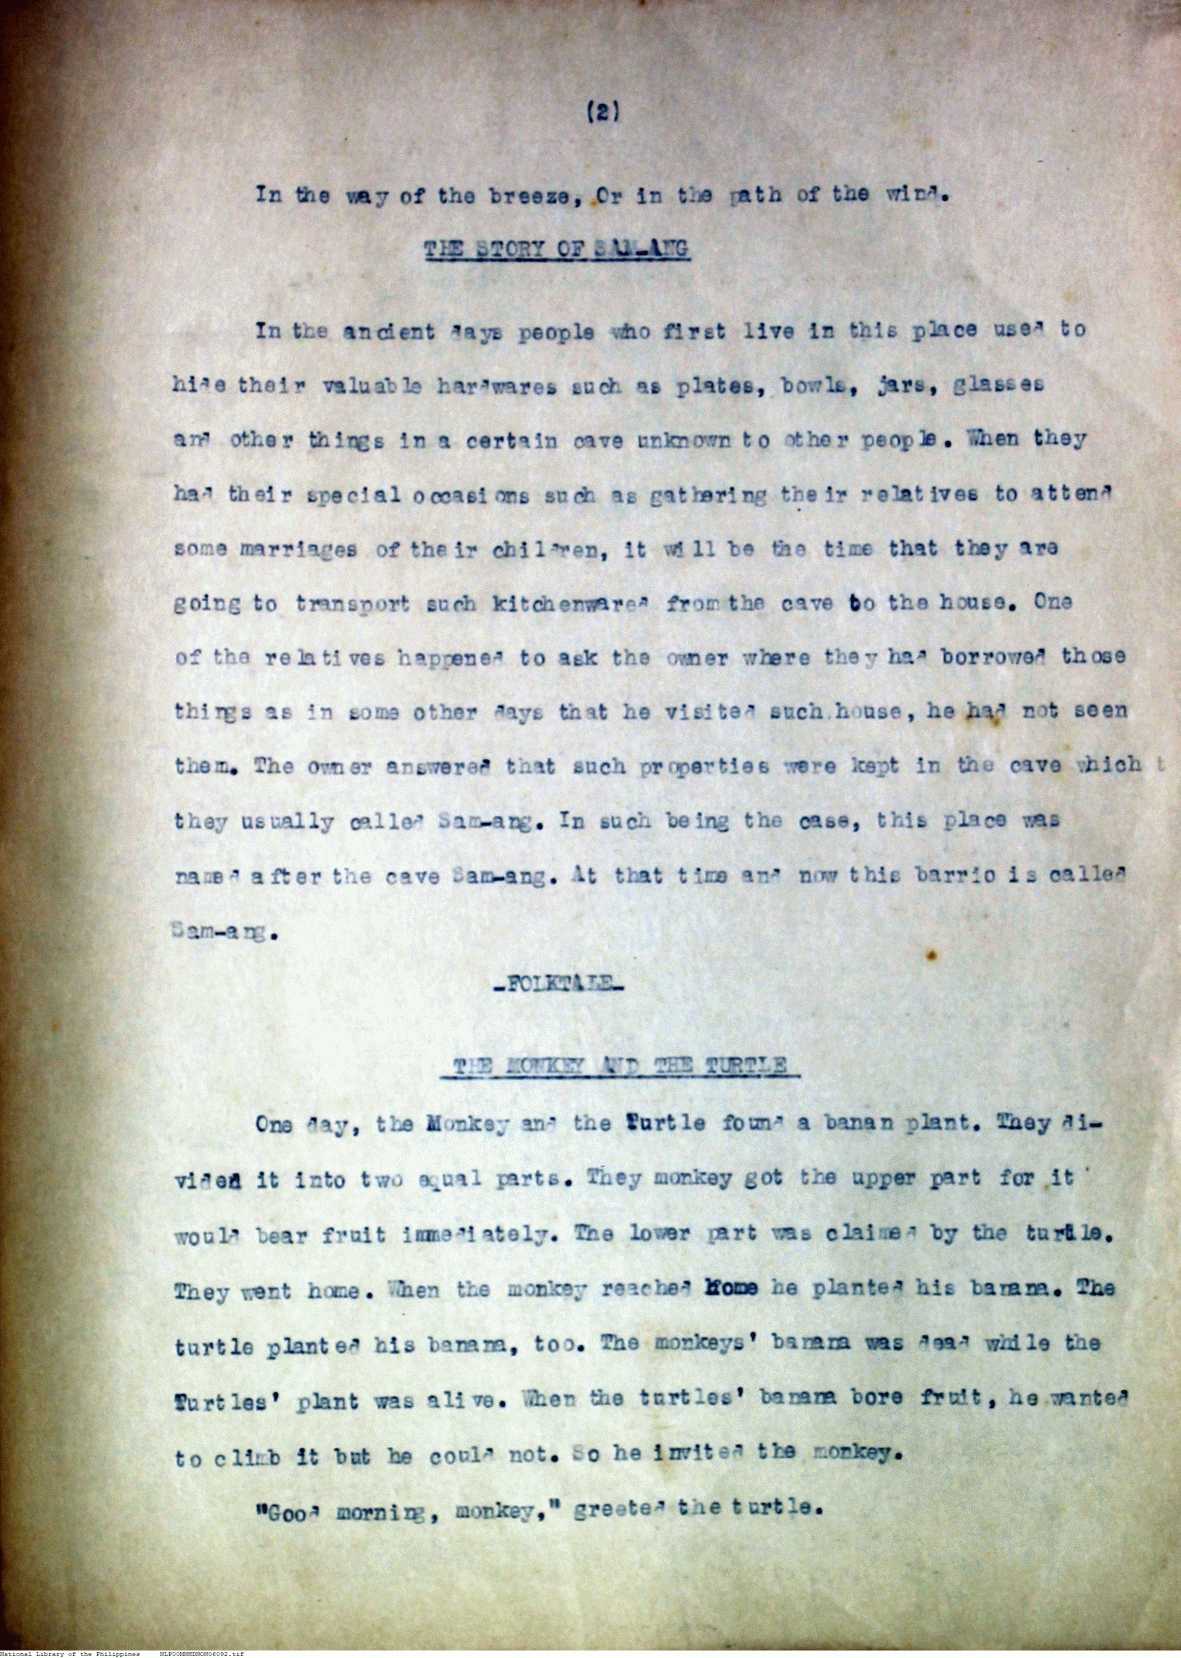 (2)
In the way of the breeze, Or in the path of the wind.
THE STORY OF SAM-ANG
In the ancient days people who first live in this place used to
hide their valuable hardwares such as plates, bowls, jars, glasses
and other things in a certain cave unknown to other people. When they
had their special occasions such as gathering their relatives to attend
some marriages of their children, it will be the time that they are
going to transport such kitchenwares from the cave to the house. One
of the relatives happened to ask the owner where they had borrowed those
things as in some other days that he visited such house, he had not seen
them. The owner answered that such properties were kept in the cave which t
they usually called Sam-ang. In such being the case, this place was
named after the cave Sam-ang. At that time and now this barrio is called
Sam-ang.
-FOLKTALE-
THE MONKEY AND THE TURTLE
One day, the Monkey and the Turtle found a banan plant. They di-
vided it into two equal parts. They monkey got the upper part for it
would bear fruit immediately. The lower part was claimed by the turtle.
They went home. When the monkey reached home he planted his banana. The
turtle planted his banana, too. The monkeys' banana was dead while the
Turtles' plant was alive. When the turtles' banana bore fruit, he wanted
to climb it but he could not. So he invited the monkey.
"Good morning, monkey," greeted the turtle.
National Library of the Philippines